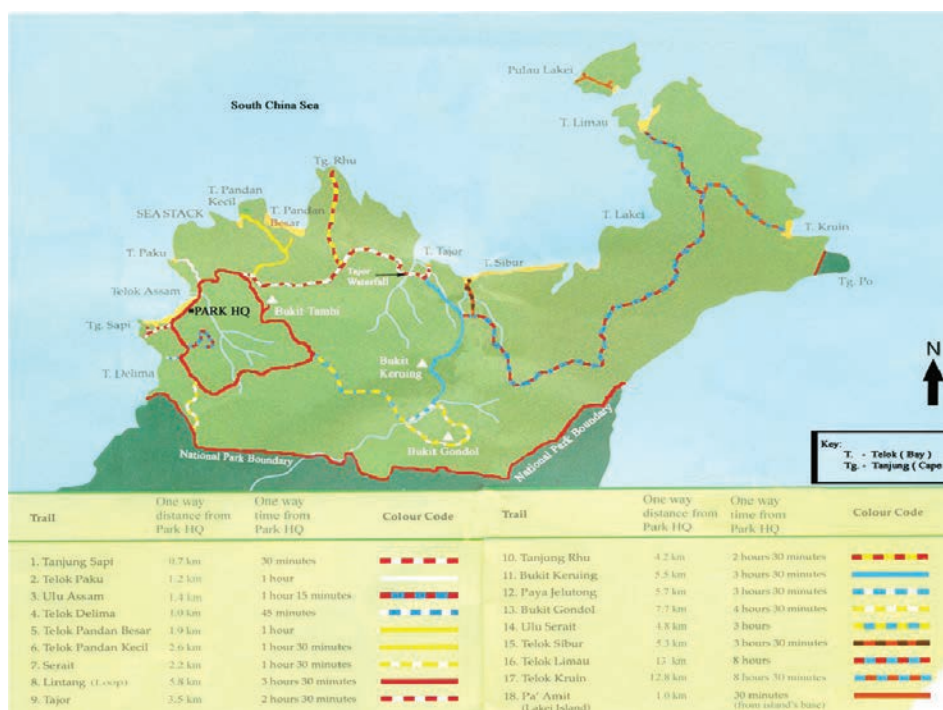 Pulau Lakei
South China Sea
T. Limau
Tg. Rhu
T. Pandan
Kecil
SEA STACK
T. Pandan
Besar
T. Lakei
T. Kruin
T. Paku
T. Tajor
T. Sibur
Tajor
Waterfall
Tg. Po
Telok Assam
PARK HQ
Bukit Tambi
Tg. Sapi
N
Bukit
Keruing
T. Delima
National Park Boundary
Bukit Gondol
National Park Boundary
Key:
T. - Telok ( Bay )
Tg. - Tanjung ( Cape
Trail One way distance from Park HQ One way time from Park HQ Colour Code
1. Tanjung Sapi 0.7 km 30 minutes
2. Telok Paku 1.2 km 1 hour
3. Ulu Assam 1.4 km 1 hour 15 minutes
4. Telok Delima 1.0 km 45 minutes
5. Telok Pandan Besar 1.9 km 1 hour
6. Telok Pandan Kecil 2.6 km 1 hour 30 minutes
7. Serait 2.2 km 1 hour 30 minutes
8. Lintang (Loop) 5.8 km 3 hours 30 minutes
9. Tajor 3.5 km 2 hours 30 minutes
Trail One way distance from Park HQ One way time from Park HQ Colour Code
10. Tanjung Rhu 4.2 km 2 hours 30 minutes
11. Bukit Keruing 5.5 km 3 hours 30 minutes
12. Paya Jelutong 5.7 km 4 hours 30 minutes
13. Bukit Gondol 7.7 km 4 hours 30 minutes
14. Ulu Serait 4.8 km 3 hours
15. Telok Sibur 5.3 km 3 hours 30 minutes
16. Telok Limau 13 km 8 hours
17. Telok Kruin 12.8 km 8 hours 30 minutes
18. Pa' Amit 1.0 km 30 minutes
(Lakei Island) (from island's base)